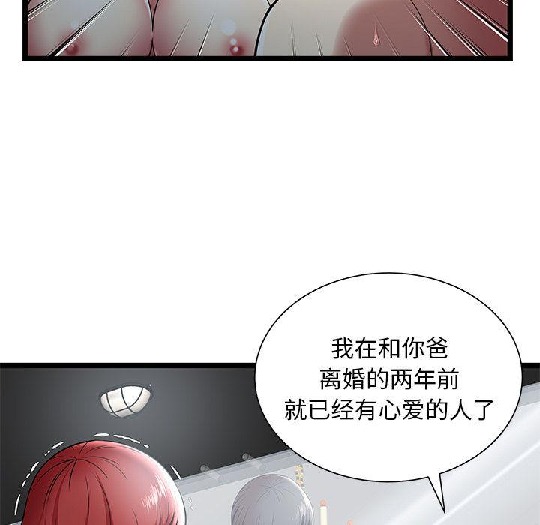 我在和你爸
离婚的两年前
就已经有心爱的人了